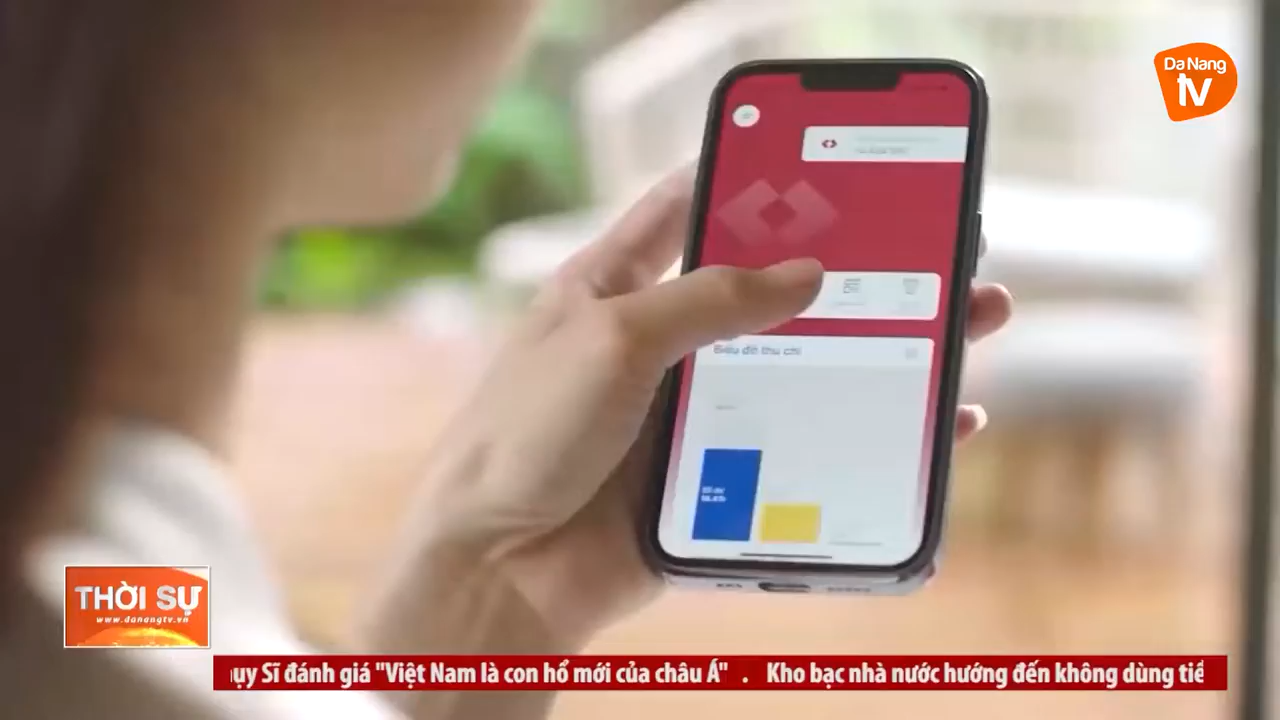 Da Nang
tv
Biểu đồ thu chi
THỜI SỰ
www.danangtv.vn
ụy Sĩ đánh giá "Việt Nam là con hổ mới của châu Á" . Kho bạc nhà nước hướng đến không dùng tiề